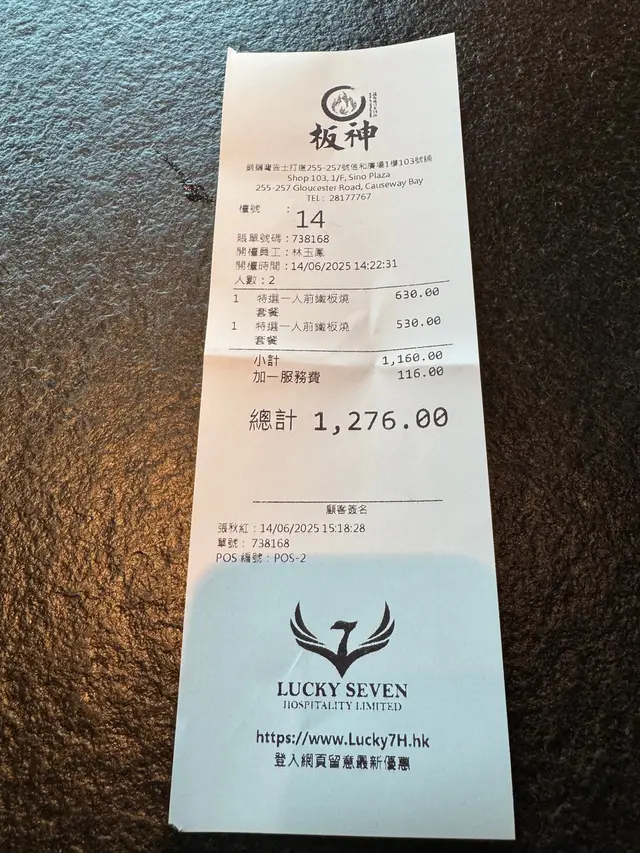 板神
銅鑼灣告士打道255-257號信和廣場1樓103號舖
Shop 103, 1/F, Sino Plaza
255-257 Gloucester Road, Causeway Bay
TEL: 28177767
檯號 : 14
賬單號碼：738168
開檯員工：林玉鳳
開檯時間：14/06/2025 14:22:31
人數：2
1 特選一人前鐵板燒 630.00
套餐
1 特選一人前鐵板燒 530.00
套餐
小計 1,160.00
加一服務費 116.00
總計 1,276.00
顧客簽名
張秋紅：14/06/2025 15:18:28
單號：738168
POS 編號：POS-2
LUCKY SEVEN
HOSPITALITY LIMITED
https://www.Lucky7H.hk
登入網頁留意最新優惠